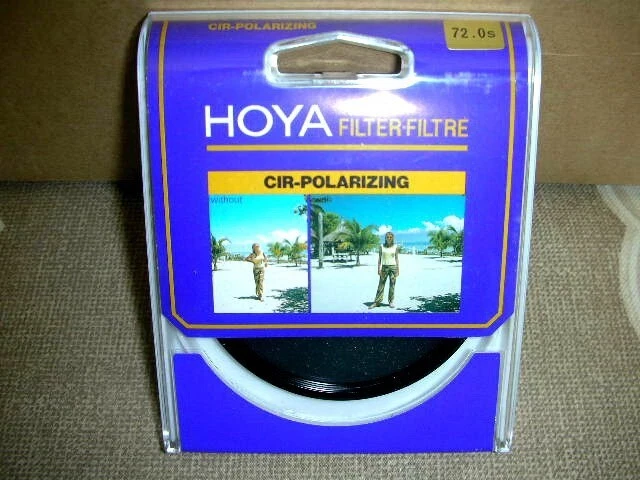 CIR-POLARIZING
72.0s
HOYA FILTER·FILTRE
CIR-POLARIZING
without